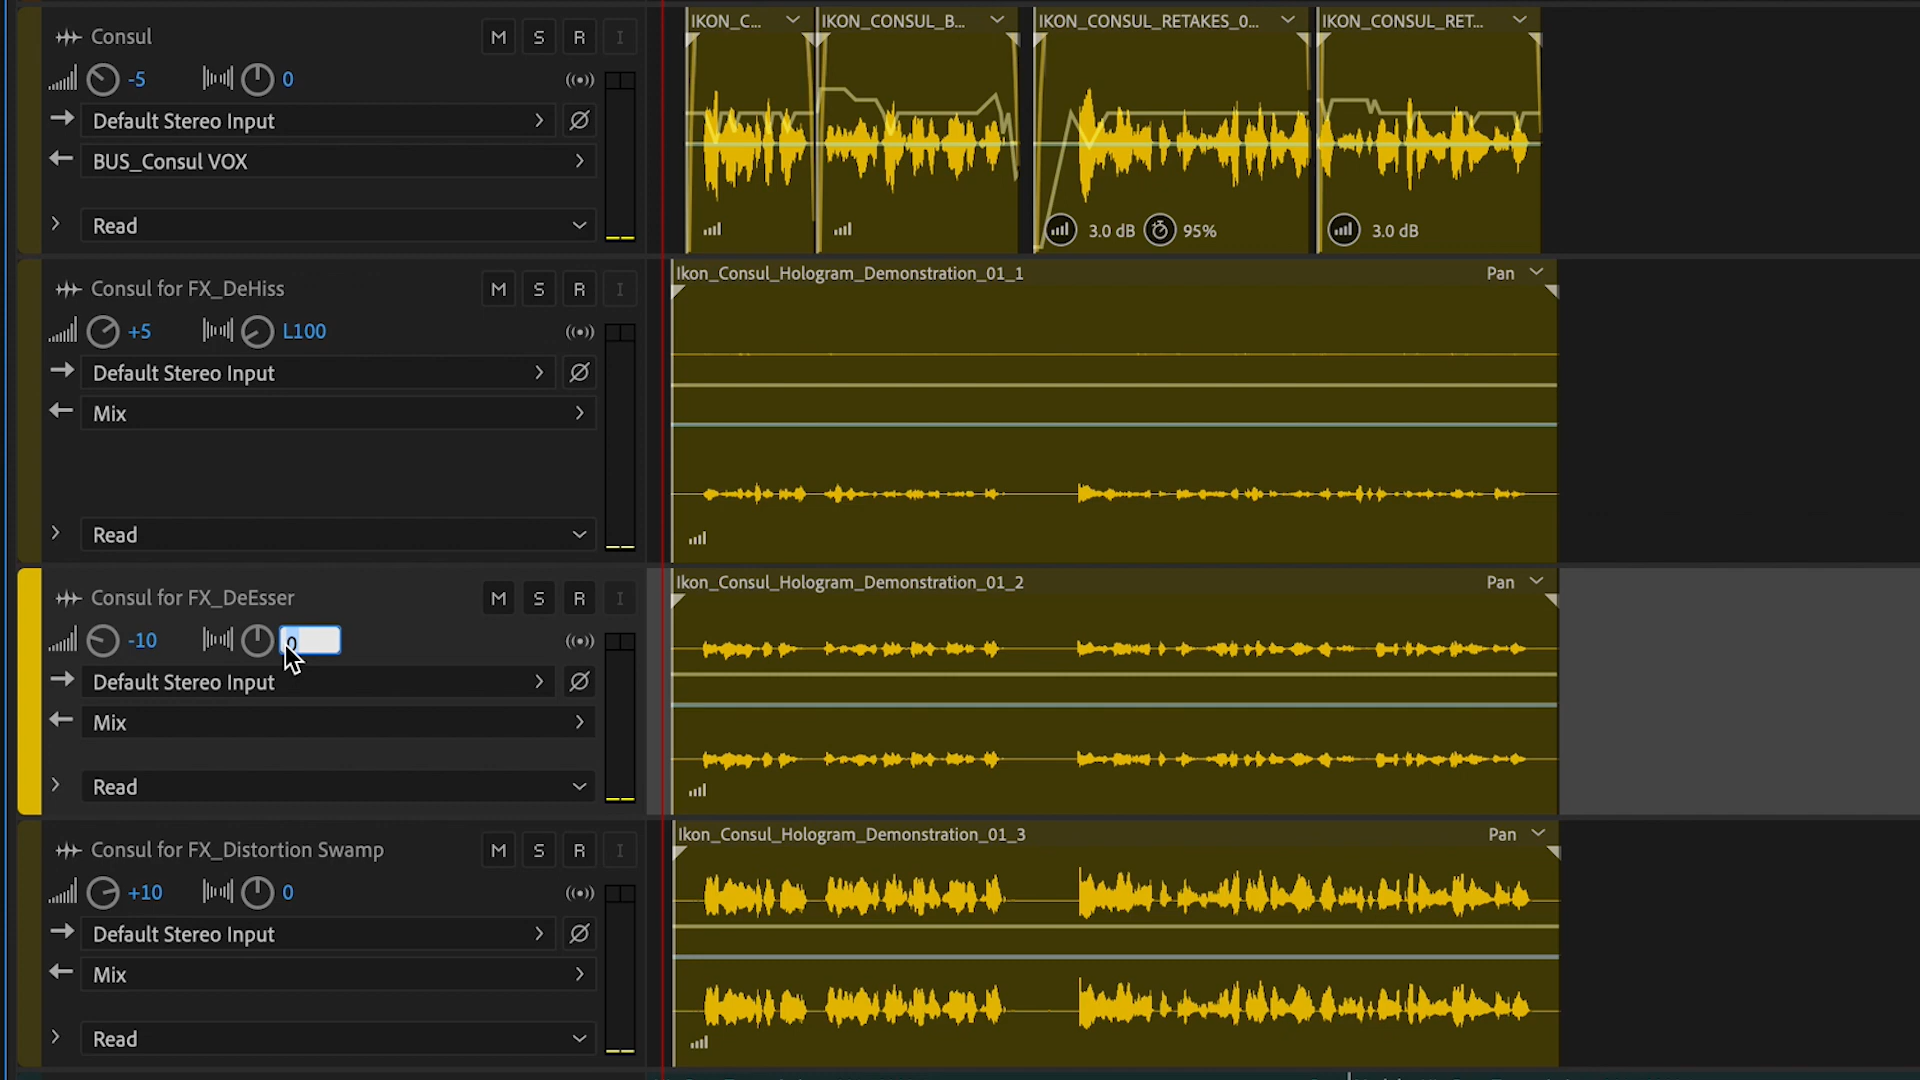 Consul M S R I
-5 0
Default Stereo Input
BUS_Consul VOX
Read
IKON_C... IKON_CONSUL_B... IKON_CONSUL_RETAKES_0... IKON_CONSUL_RET...
3.0 dB 95% 3.0 dB
Consul for FX_DeHiss M S R I
+5 L100
Default Stereo Input
Mix
Read
Ikon_Consul_Hologram_Demonstration_01_1 Pan
Consul for FX_DeEsser M S R I
-10 0
Default Stereo Input
Mix
Read
Ikon_Consul_Hologram_Demonstration_01_2 Pan
Consul for FX_Distortion Swamp M S R I
+10 0
Default Stereo Input
Mix
Read
Ikon_Consul_Hologram_Demonstration_01_3 Pan